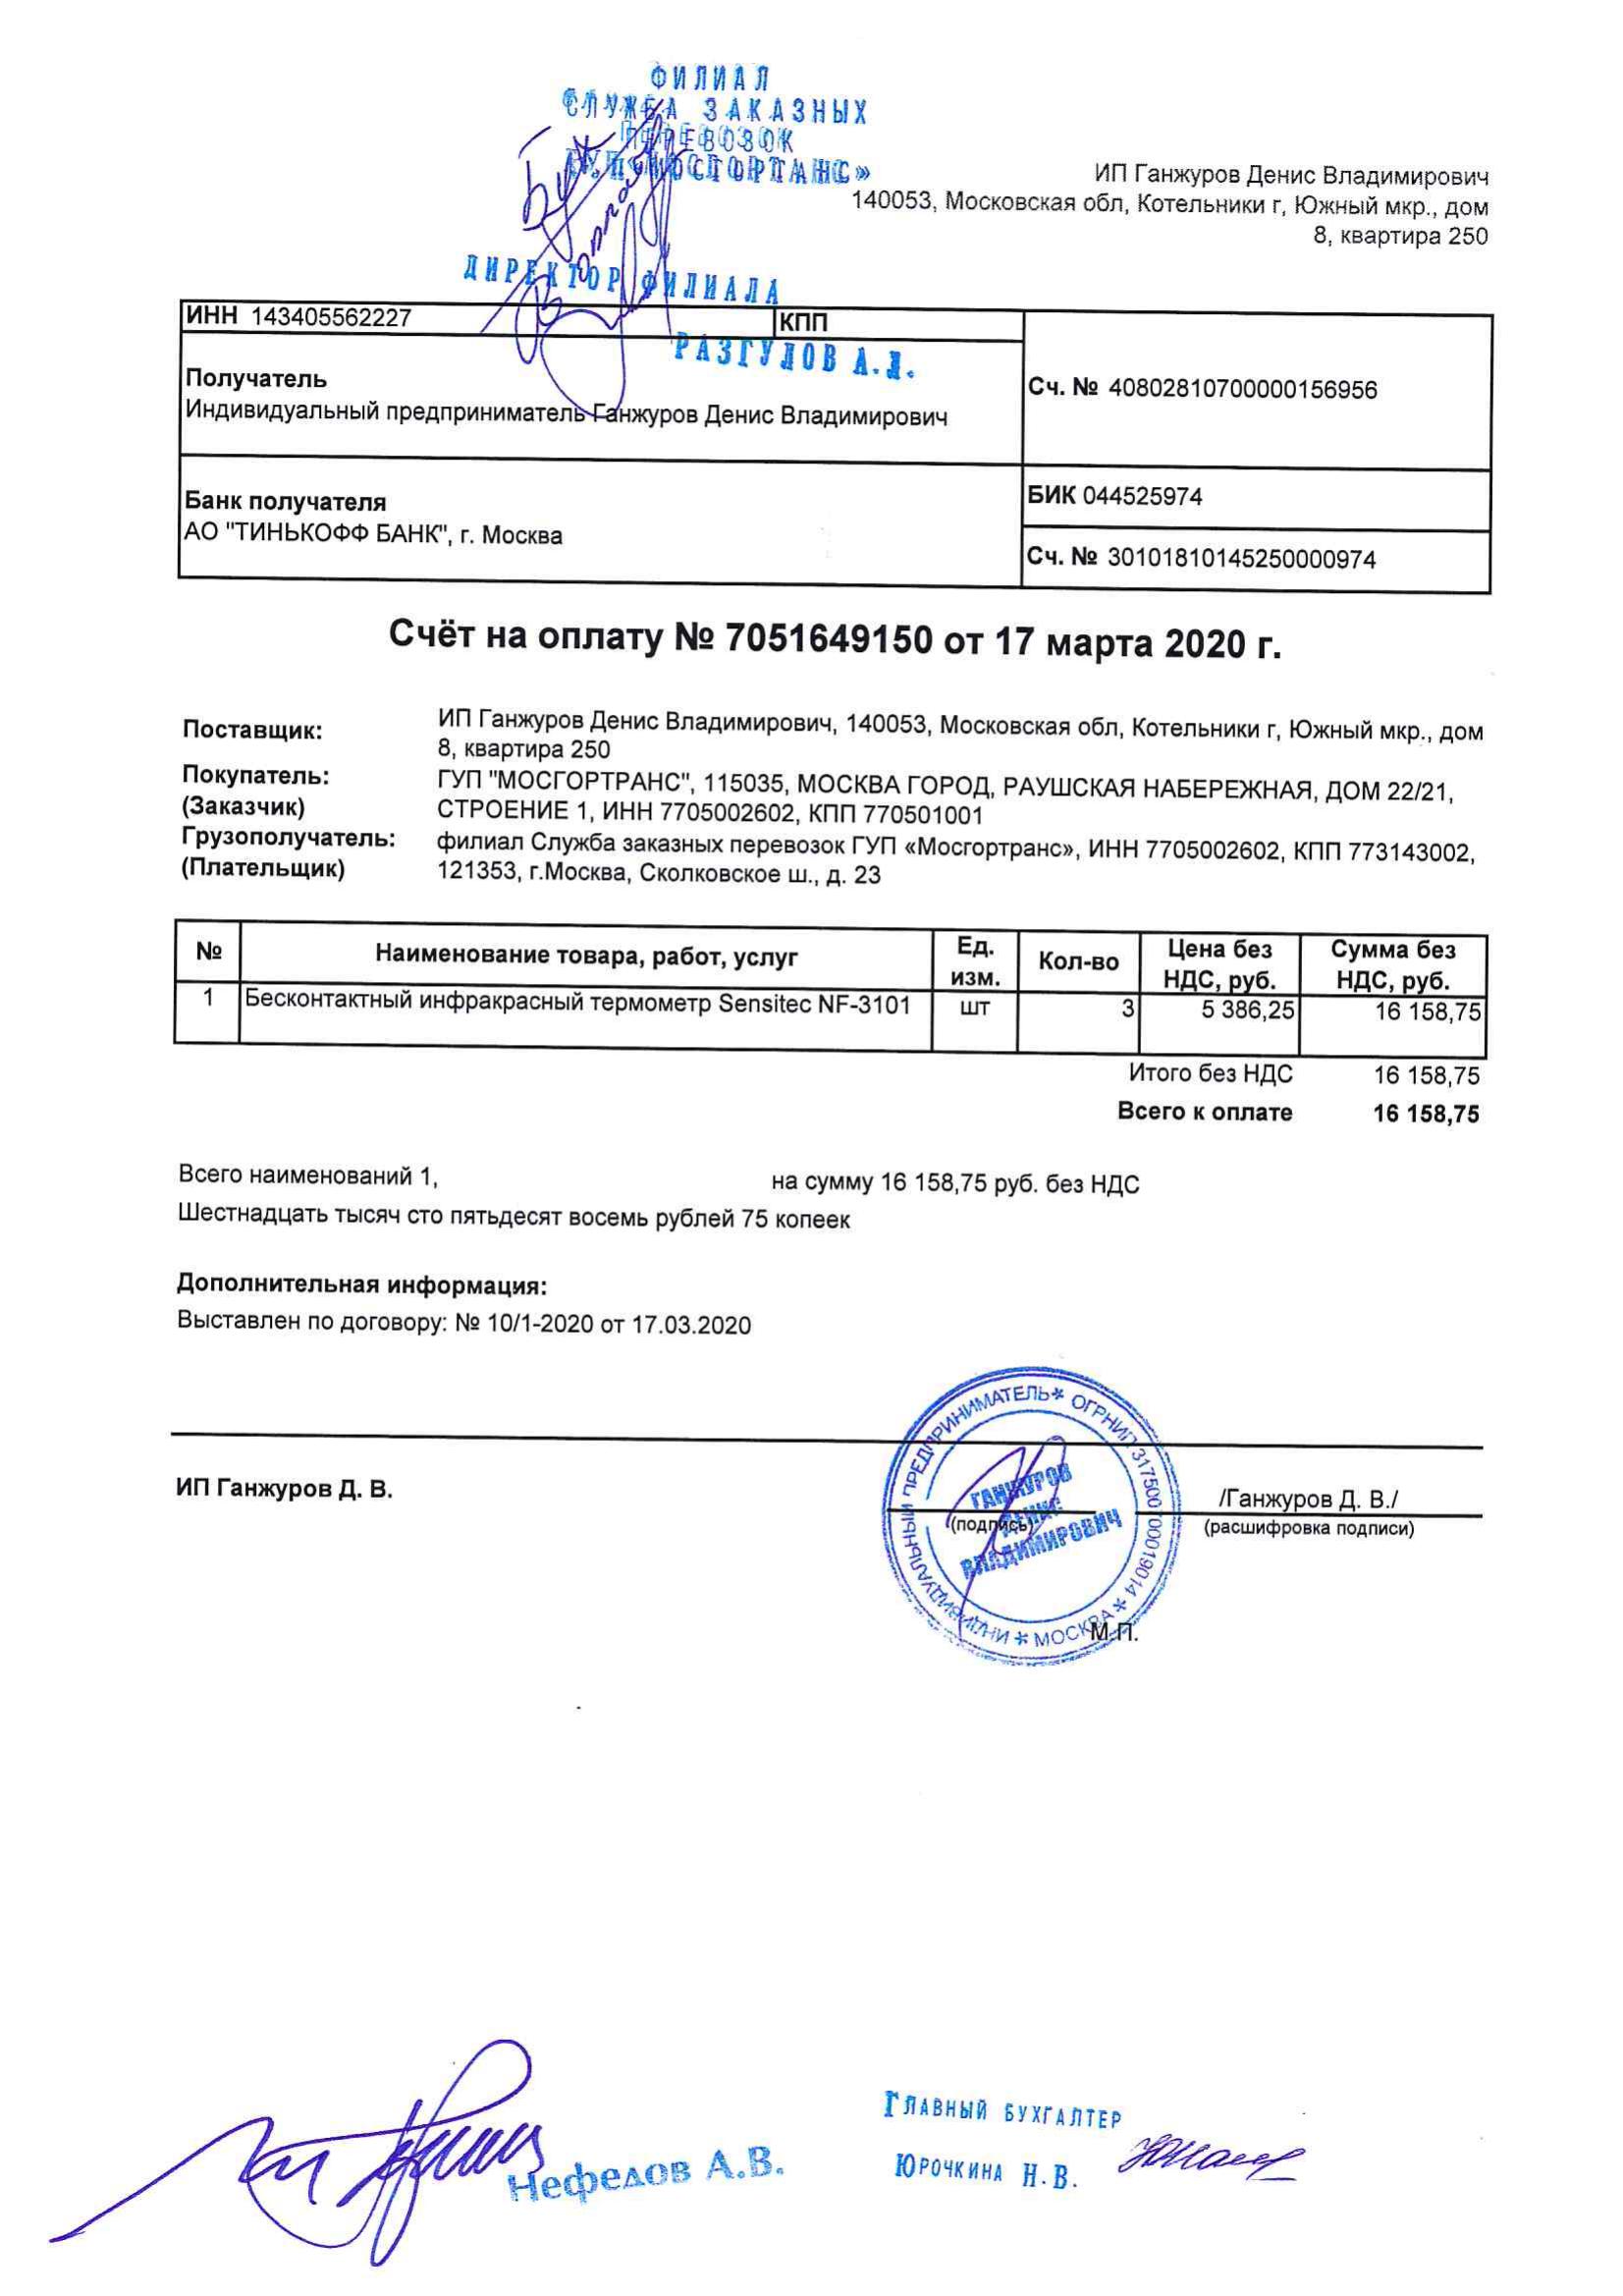 ФИЛИАЛ
СЛУЖБА ЗАКАЗНЫХ
ПЕРЕВОЗОК
ДИРЕКТОР ФИЛИАЛА
РАЗГУЛОВ А.Л.
ИП Ганжуров Денис Владимирович
140053, Московская обл, Котельники г, Южный мкр., дом
8, квартира 250
ИНН 143405562227 КПП
Получатель
Индивидуальный предприниматель Ганжуров Денис Владимирович
Сч. № 40802810700000156956
Банк получателя
АО "ТИНЬКОФФ БАНК", г. Москва
БИК 044525974
Сч. № 30101810145250000974
Счёт на оплату № 7051649150 от 17 марта 2020 г.
Поставщик: ИП Ганжуров Денис Владимирович, 140053, Московская обл, Котельники г, Южный мкр., дом
8, квартира 250
Покупатель: ГУП "МОСГОРТРАНС", 115035, МОСКВА ГОРОД, РАУШСКАЯ НАБЕРЕЖНАЯ, ДОМ 22/21,
(Заказчик) СТРОЕНИЕ 1, ИНН 7705002602, КПП 770501001
Грузополучатель: филиал Служба заказных перевозок ГУП «Мосгортранс», ИНН 7705002602, КПП 773143002,
(Плательщик) 121353, г.Москва, Сколковское ш., д. 23
№ Наименование товара, работ, услуг Ед. изм. Кол-во Цена без НДС, руб. Сумма без НДС, руб.
1 Бесконтактный инфракрасный термометр Sensitec NF-3101 шт 3 5 386,25 16 158,75
Итого без НДС 16 158,75
Всего к оплате 16 158,75
Всего наименований 1, на сумму 16 158,75 руб. без НДС
Шестнадцать тысяч сто пятьдесят восемь рублей 75 копеек
Дополнительная информация:
Выставлен по договору: № 10/1-2020 от 17.03.2020
ИП Ганжуров Д. В.
(подпись)
/Ганжуров Д. В./
(расшифровка подписи)
ИНДИВИДУАЛЬНЫЙ ПРЕДПРИНИМАТЕЛЬ * ОГРНИП 317500700019014 * МОСКВА *
ГАНЖУРОВ
ДЕНИС
ВЛАДИМИРОВИЧ
М.П.
Нефедов А.В.
ГЛАВНЫЙ БУХГАЛТЕР
ЮРОЧКИНА Н.В.